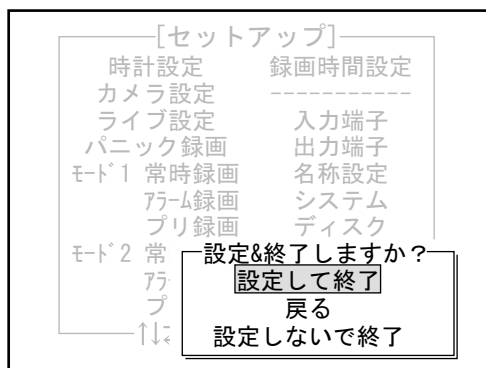 [セットアップ]
時計設定 録画時間設定
カメラ設定 -----------
ライブ設定 入力端子
パニック録画 出力端子
ﾓｰﾄﾞ1 常時録画 名称設定
ｱﾗｰﾑ録画 システム
プリ録画 ディスク
ﾓｰﾄﾞ2 常
ｱﾗ
プ
↑↓
設定&終了しますか？
設定して終了
戻る
設定しないで終了